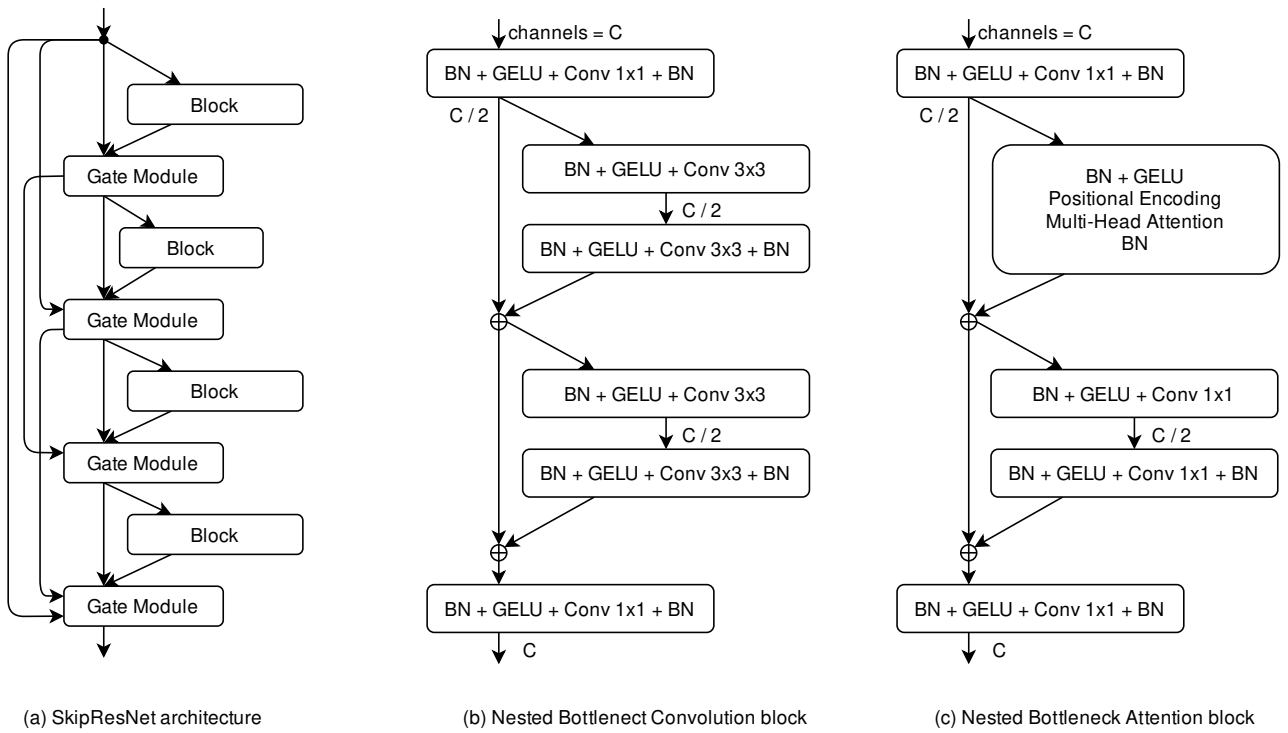 Block
Gate Module
Block
Gate Module
Block
Gate Module
Block
Gate Module
(a) SkipResNet architecture
channels = C
BN + GELU + Conv 1x1 + BN
C / 2
BN + GELU + Conv 3x3
C / 2
BN + GELU + Conv 3x3 + BN
BN + GELU + Conv 3x3
C / 2
BN + GELU + Conv 3x3 + BN
BN + GELU + Conv 1x1 + BN
C
(b) Nested Bottlenect Convolution block
channels = C
BN + GELU + Conv 1x1 + BN
C / 2
BN + GELU
Positional Encoding
Multi-Head Attention
BN
BN + GELU + Conv 1x1
C / 2
BN + GELU + Conv 1x1 + BN
BN + GELU + Conv 1x1 + BN
C
(c) Nested Bottleneck Attention block